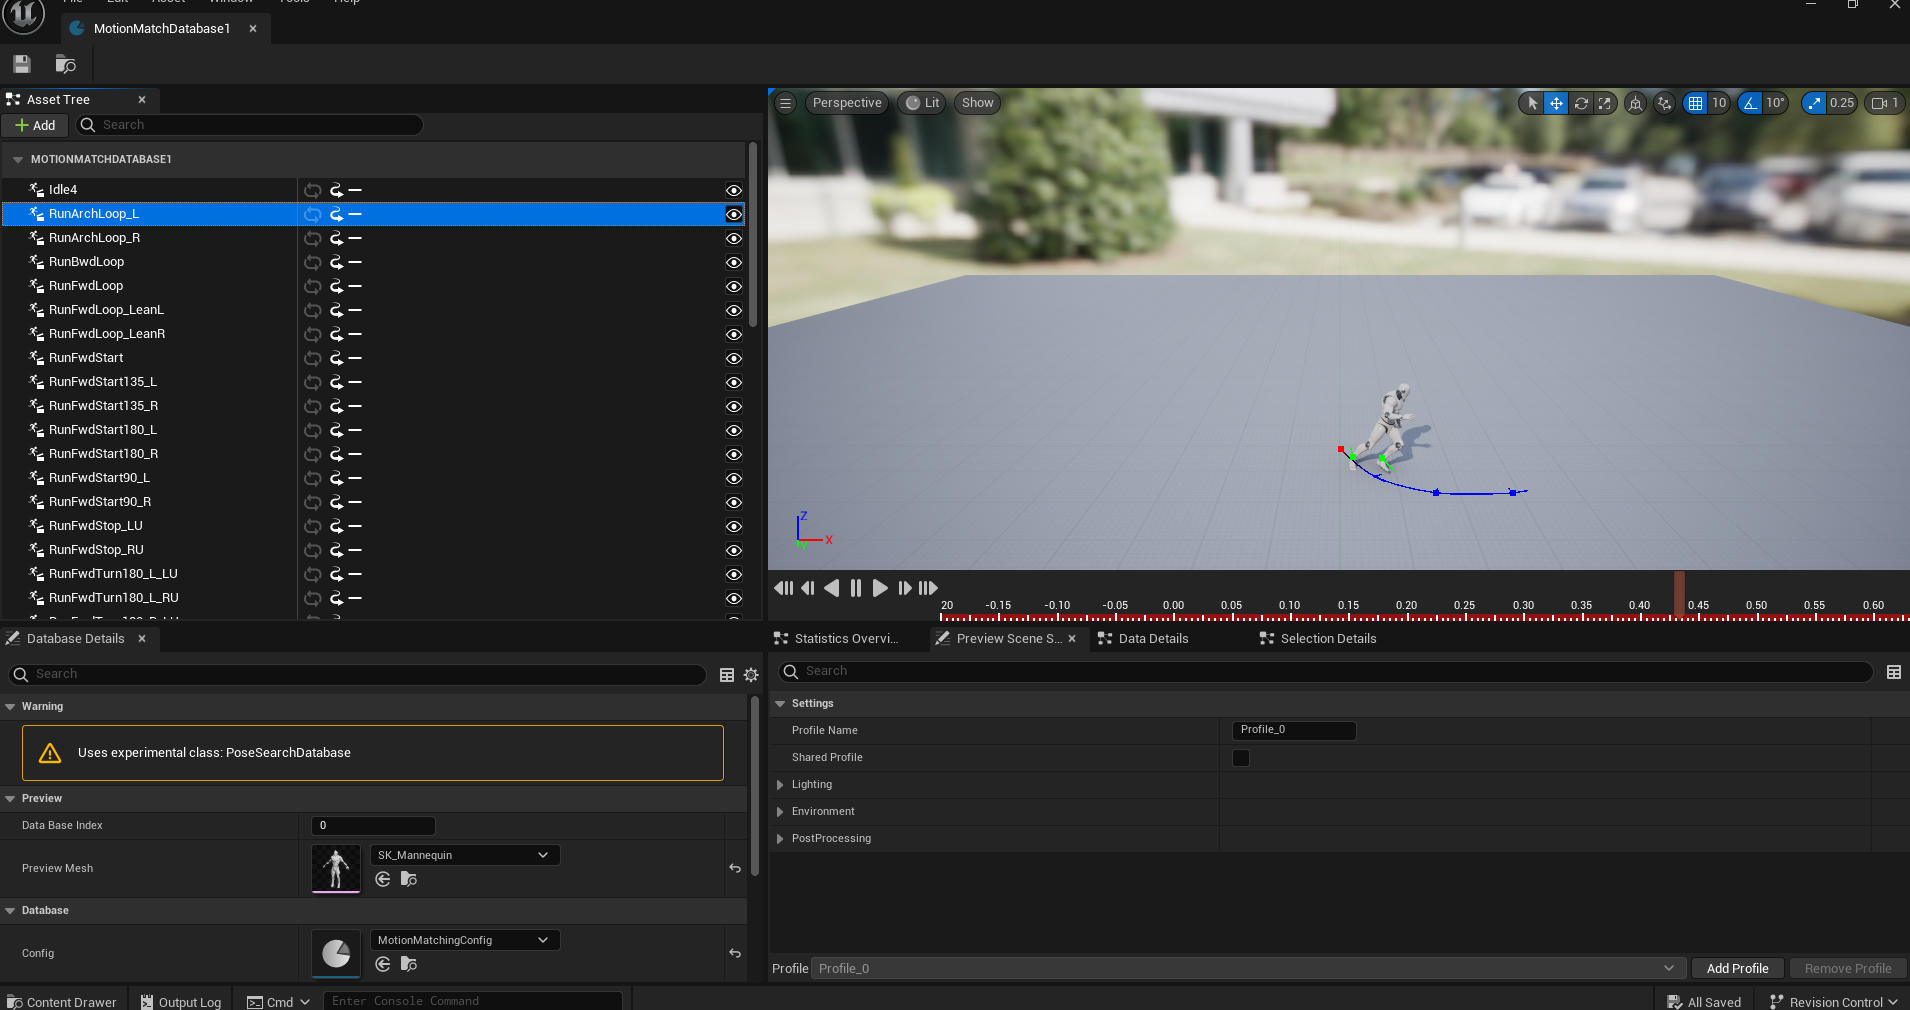 File Edit Asset Window Tools Help
MotionMatchDatabase1
Asset Tree
Add
Search
MOTIONMATCHDATABASE1
Idle4
RunArchLoop_L
RunArchLoop_R
RunBwdLoop
RunFwdLoop
RunFwdLoop_LeanL
RunFwdLoop_LeanR
RunFwdStart
RunFwdStart135_L
RunFwdStart135_R
RunFwdStart180_L
RunFwdStart180_R
RunFwdStart90_L
RunFwdStart90_R
RunFwdStop_LU
RunFwdStop_RU
RunFwdTurn180_L_LU
RunFwdTurn180_L_RU
Perspective Lit Show
10 10° 0.25 1
Z
X
20 -0.15 -0.10 -0.05 0.00 0.05 0.10 0.15 0.20 0.25 0.30 0.35 0.40 0.45 0.50 0.55 0.60
Database Details
Search
Warning
Uses experimental class: PoseSearchDatabase
Preview
Data Base Index 0
Preview Mesh SK_Mannequin
Database
Config MotionMatchingConfig
Statistics Overvi... Preview Scene S... Data Details Selection Details
Search
Settings
Profile Name Profile_0
Shared Profile
Lighting
Environment
PostProcessing
Profile Profile_0 Add Profile Remove Profile
Content Drawer Output Log Cmd Enter Console Command All Saved Revision Control